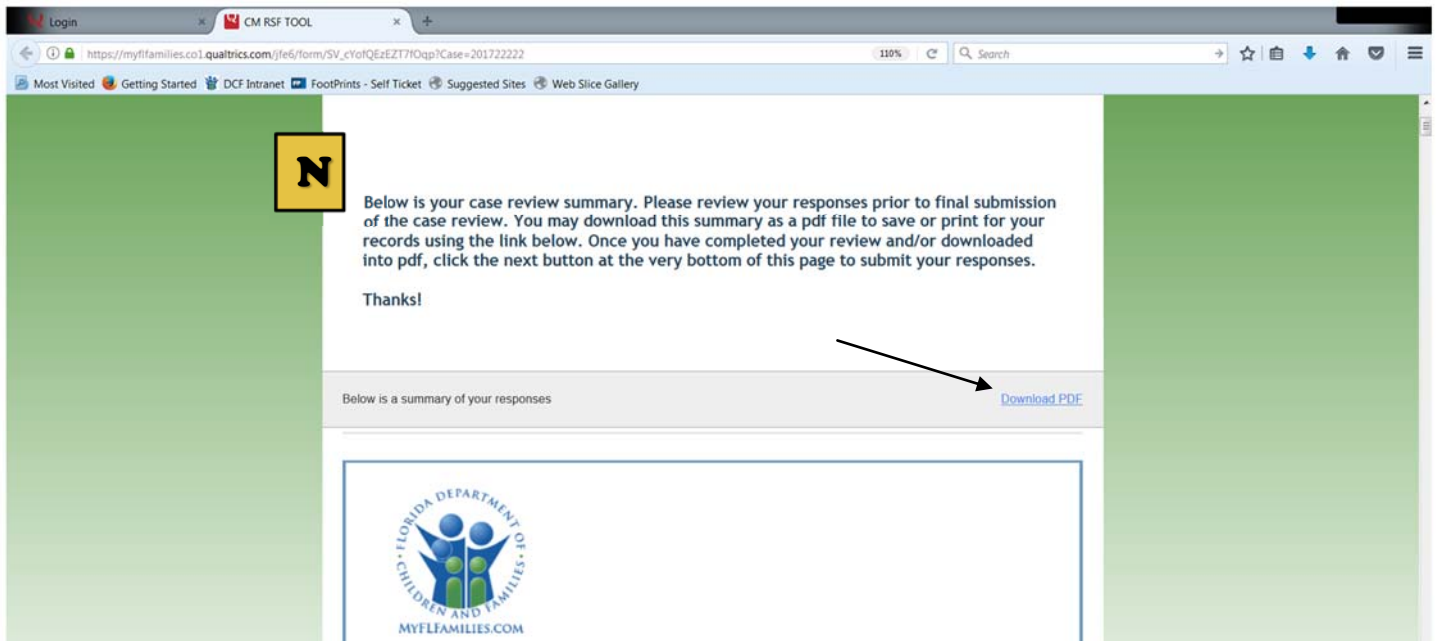 Login
CM RSF TOOL
https://myflfamilies.co1.qualtrics.com/jfe6/form/SV_cYofQEzEZT7fOqp?Case=201722222
110%
Search
Most Visited Getting Started DCF Intranet FootPrints - Self Ticket Suggested Sites Web Slice Gallery
N
Below is your case review summary. Please review your responses prior to final submission
of the case review. You may download this summary as a pdf file to save or print for your
records using the link below. Once you have completed your review and/or downloaded
into pdf, click the next button at the very bottom of this page to submit your responses.
Thanks!
Below is a summary of your responses
Download PDF
FLORIDA DEPARTMENT OF
CHILDREN AND FAMILIES
MYFLFAMILIES.COM